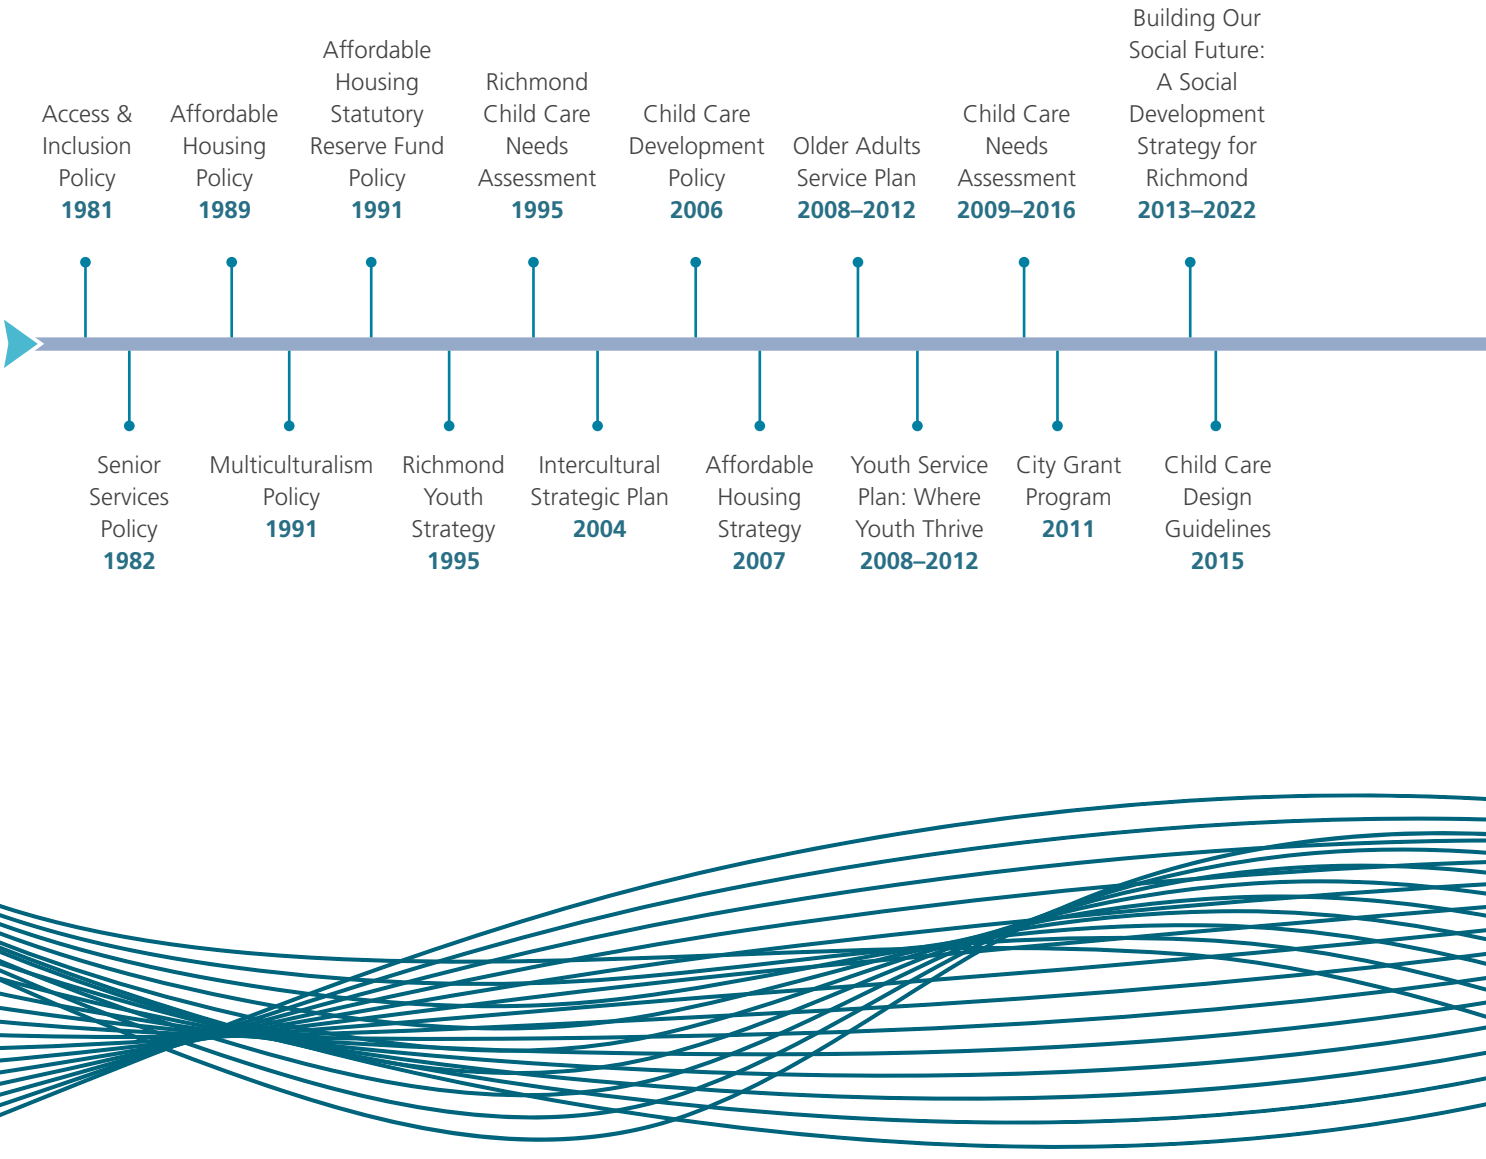 Access &
Inclusion
Policy
1981
Affordable
Housing
Policy
1989
Affordable
Housing
Statutory
Reserve Fund
Policy
1991
Richmond
Child Care
Needs
Assessment
1995
Child Care
Development
Policy
2006
Older Adults
Service Plan
2008–2012
Child Care
Needs
Assessment
2009–2016
Building Our
Social Future:
A Social
Development
Strategy for
Richmond
2013–2022
Senior
Services
Policy
1982
Multiculturalism
Policy
1991
Richmond
Youth
Strategy
1995
Intercultural
Strategic Plan
2004
Affordable
Housing
Strategy
2007
Youth Service
Plan: Where
Youth Thrive
2008–2012
City Grant
Program
2011
Child Care
Design
Guidelines
2015